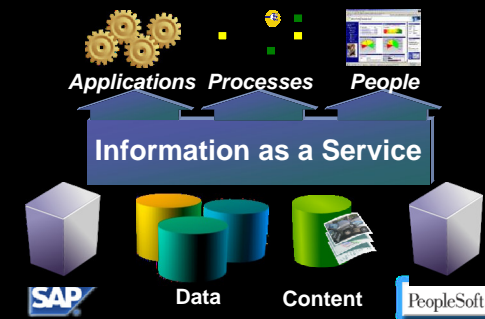 Applications Processes People
Information as a Service
SAP Data Content PeopleSoft